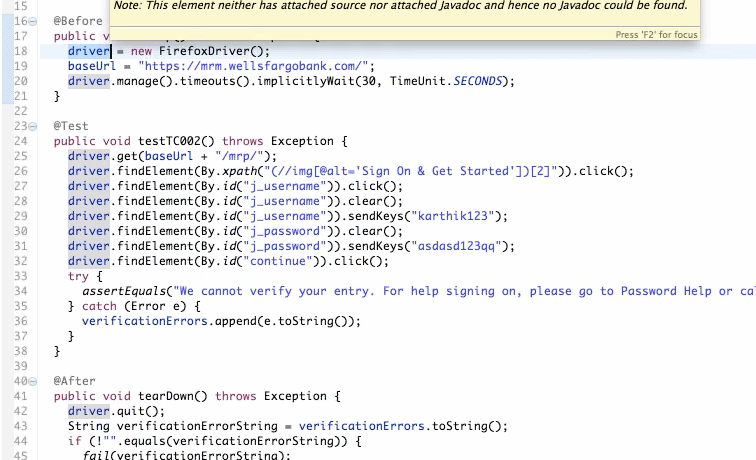 Note: This element neither has attached source nor attached Javadoc and hence no Javadoc could be found.
Press 'F2' for focus
15
16 @Before
17 public v
18 driver = new FirefoxDriver();
19 baseUrl = "https://mrm.wellsfargobank.com/";
20 driver.manage().timeouts().implicitlyWait(30, TimeUnit.SECONDS);
21 }
22
23 @Test
24 public void testTC002() throws Exception {
25 driver.get(baseUrl + "/mrp/");
26 driver.findElement(By.xpath("(//img[@alt='Sign On & Get Started'])[2]")).click();
27 driver.findElement(By.id("j_username")).click();
28 driver.findElement(By.id("j_username")).clear();
29 driver.findElement(By.id("j_username")).sendKeys("karthik123");
30 driver.findElement(By.id("j_password")).clear();
31 driver.findElement(By.id("j_password")).sendKeys("asdasd123qq");
32 driver.findElement(By.id("continue")).click();
33 try {
34 assertEquals("We cannot verify your entry. For help signing on, please go to Password Help or cal
35 } catch (Error e) {
36 verificationErrors.append(e.toString());
37 }
38 }
39
40 @After
41 public void tearDown() throws Exception {
42 driver.quit();
43 String verificationErrorString = verificationErrors.toString();
44 if (!"".equals(verificationErrorString)) {
45 fail(verificationErrorString);